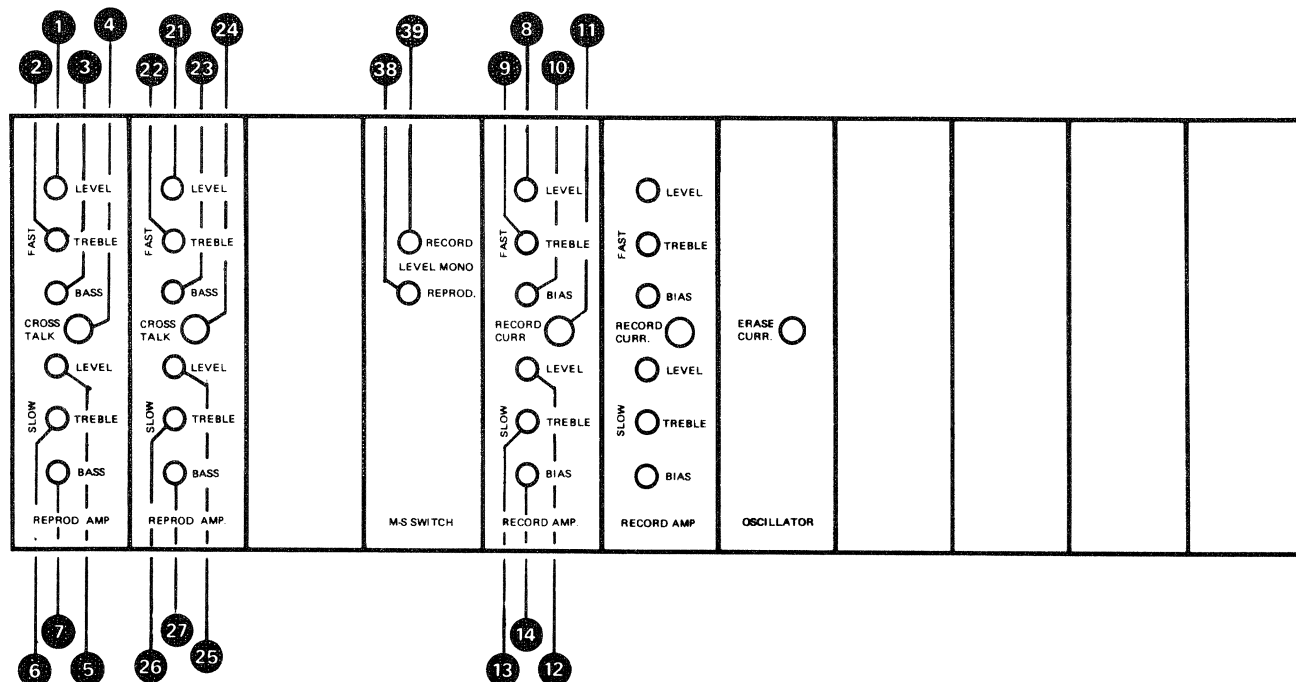 1 4 21 24 39 8 11
2 3 22 23 38 9 10
LEVEL
FAST
TREBLE
BASS
CROSS
TALK
LEVEL
SLOW
TREBLE
BASS
REPROD AMP
LEVEL
FAST
TREBLE
BASS
CROSS
TALK
LEVEL
SLOW
TREBLE
BASS
REPROD AMP.
RECORD
LEVEL MONO
REPROD.
M-S SWITCH
LEVEL
FAST
TREBLE
BIAS
RECORD
CURR
LEVEL
SLOW
TREBLE
BIAS
RECORD AMP.
LEVEL
FAST
TREBLE
BIAS
RECORD
CURR.
LEVEL
SLOW
TREBLE
BIAS
RECORD AMP
ERASE
CURR.
OSCILLATOR
7 27 14
6 5 26 25 13 12